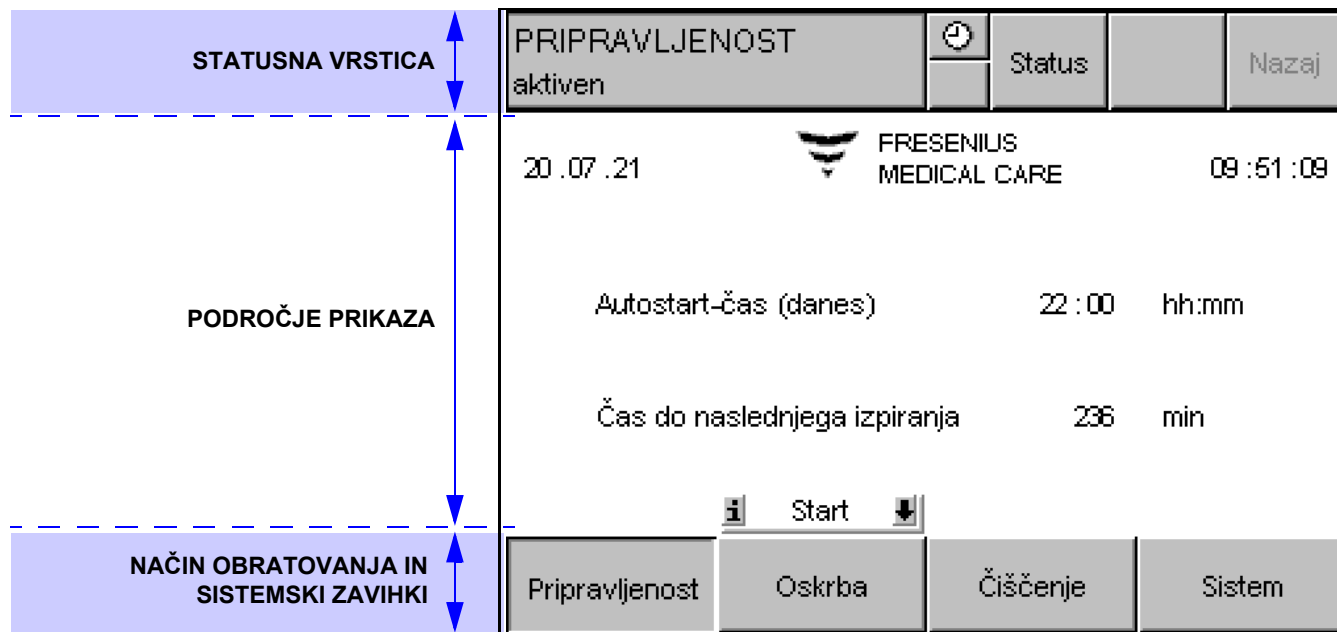 STATUSNA VRSTICA
PRIPRAVLJENOST
aktiven
Status
Nazaj
PODROČJE PRIKAZA
20 .07 .21
FRESENIUS
MEDICAL CARE
09 :51 :09
Autostart-čas (danes) 22 : 00 hh:mm
Čas do naslednjega izpiranja 236 min
i Start
NAČIN OBRATOVANJA IN
SISTEMSKI ZAVIHKI
Pripravljenost Oskrba Čiščenje Sistem